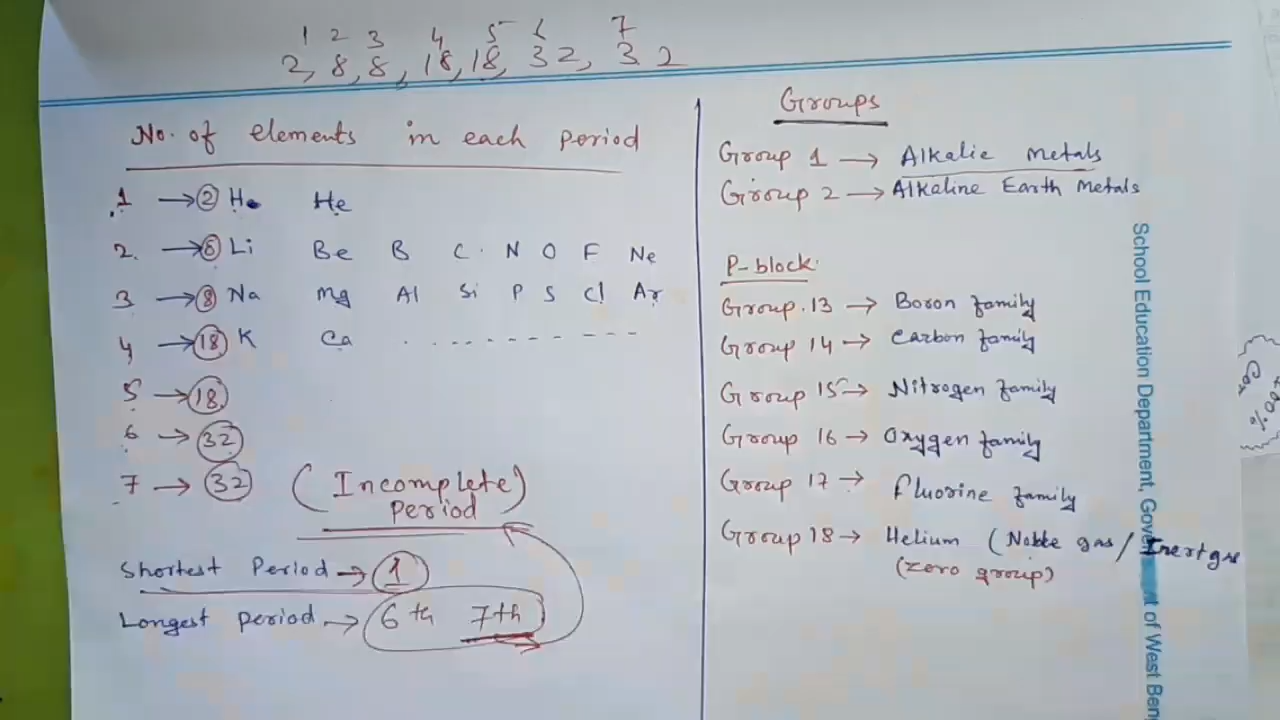 1 2 3 4 5 6 7
2, 8, 8, 18, 18, 32, 32
No. of elements in each period
1 → 2 H He
2. → 8 Li Be B C N O F Ne
3 → 8 Na Mg Al Si P S Cl Ar
4 → 18 K Ca . . - - - - - - - - -
5 → 18
6 → 32
7 → 32 (Incomplete)
Period
Shortest Period → 1
Longest period → 6th 7th
Groups
Group 1 → Alkalie Metals
Group 2 → Alkaline Earth Metals
P-block
Group.13 → Boron family
Group 14 → Carbon family
Group 15 → Nitrogen family
Group 16 → Oxygen family
Group 17 → Fluorine family
Group 18 → Helium (Noble gas/Inert gas
(zero group)
School Education Department, Government of West Ben